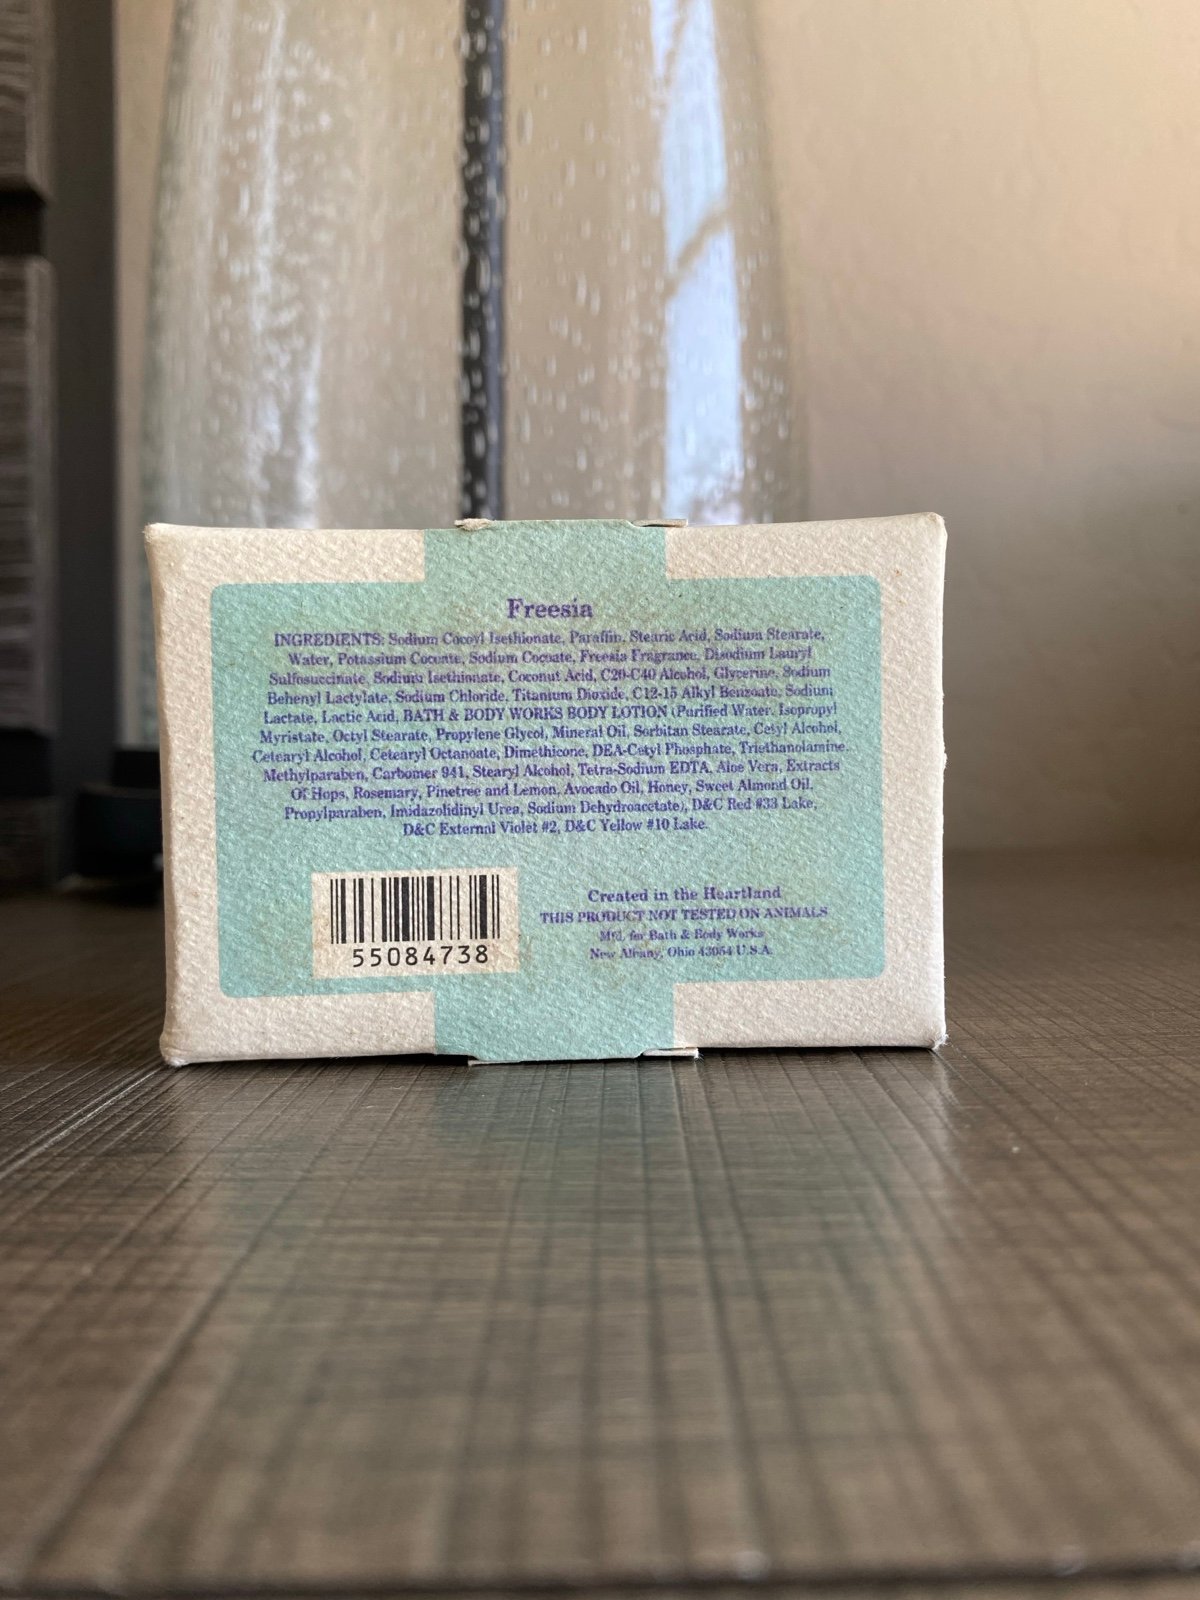 Freesia
INGREDIENTS: Sodium Cocoyl Isethionate, Paraffin, Stearic Acid, Sodium Stearate,
Water, Potassium Cocoate, Sodium Cocoate, Freesia Fragrance, Disodium Lauryl
Sulfosuccinate, Sodium Isethionate, Coconut Acid, C20-C40 Alcohol, Glycerine, Sodium
Behenyl Lactylate, Sodium Chloride, Titanium Dioxide, C12-15 Alkyl Benzoate, Sodium
Lactate, Lactic Acid, BATH & BODY WORKS BODY LOTION (Purified Water, Isopropyl
Myristate, Octyl Stearate, Propylene Glycol, Mineral Oil, Sorbitan Stearate, Cetyl Alcohol,
Cetearyl Alcohol, Cetearyl Octanoate, Dimethicone, DEA-Cetyl Phosphate, Triethanolamine,
Methylparaben, Carbomer 941, Stearyl Alcohol, Tetra-Sodium EDTA, Aloe Vera, Extracts
Of Hops, Rosemary, Pinetree and Lemon, Avocado Oil, Honey, Sweet Almond Oil,
Propylparaben, Imidazolidinyl Urea, Sodium Dehydroacetate), D&C Red #33 Lake,
D&C External Violet #2, D&C Yellow #10 Lake.
55084738
Created in the Heartland
THIS PRODUCT NOT TESTED ON ANIMALS
Mfd. for Bath & Body Works
New Albany, Ohio 43054 U.S.A.